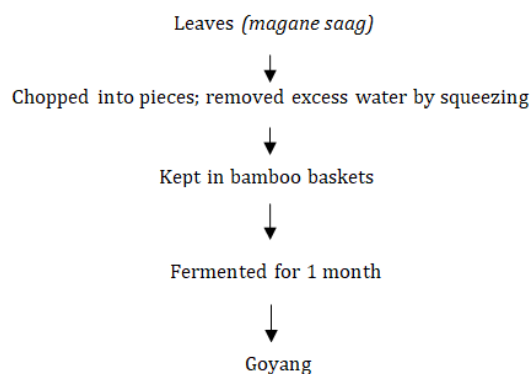 Leaves (magane saag)
Chopped into pieces; removed excess water by squeezing
Kept in bamboo baskets
Fermented for 1 month
Goyang